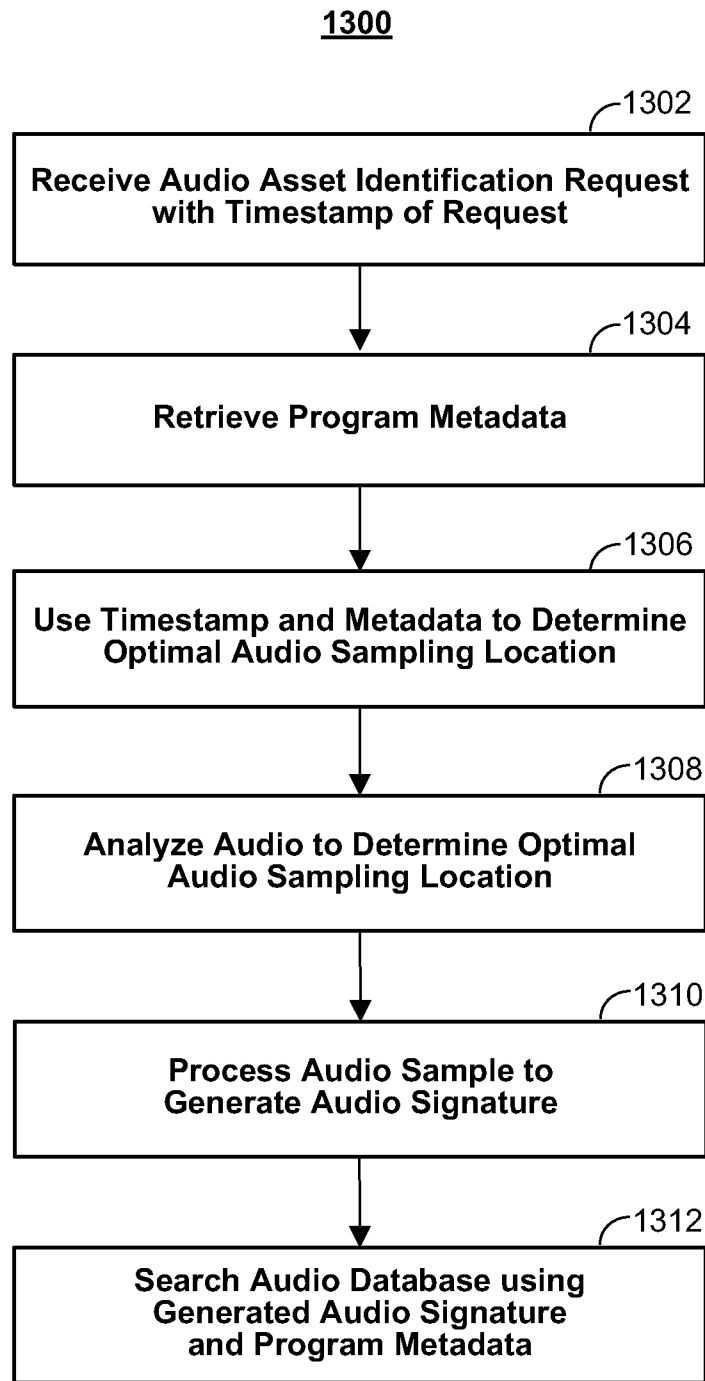 1300
1302
Receive Audio Asset Identification Request
with Timestamp of Request
1304
Retrieve Program Metadata
1306
Use Timestamp and Metadata to Determine
Optimal Audio Sampling Location
1308
Analyze Audio to Determine Optimal
Audio Sampling Location
1310
Process Audio Sample to
Generate Audio Signature
1312
Search Audio Database using
Generated Audio Signature
and Program Metadata